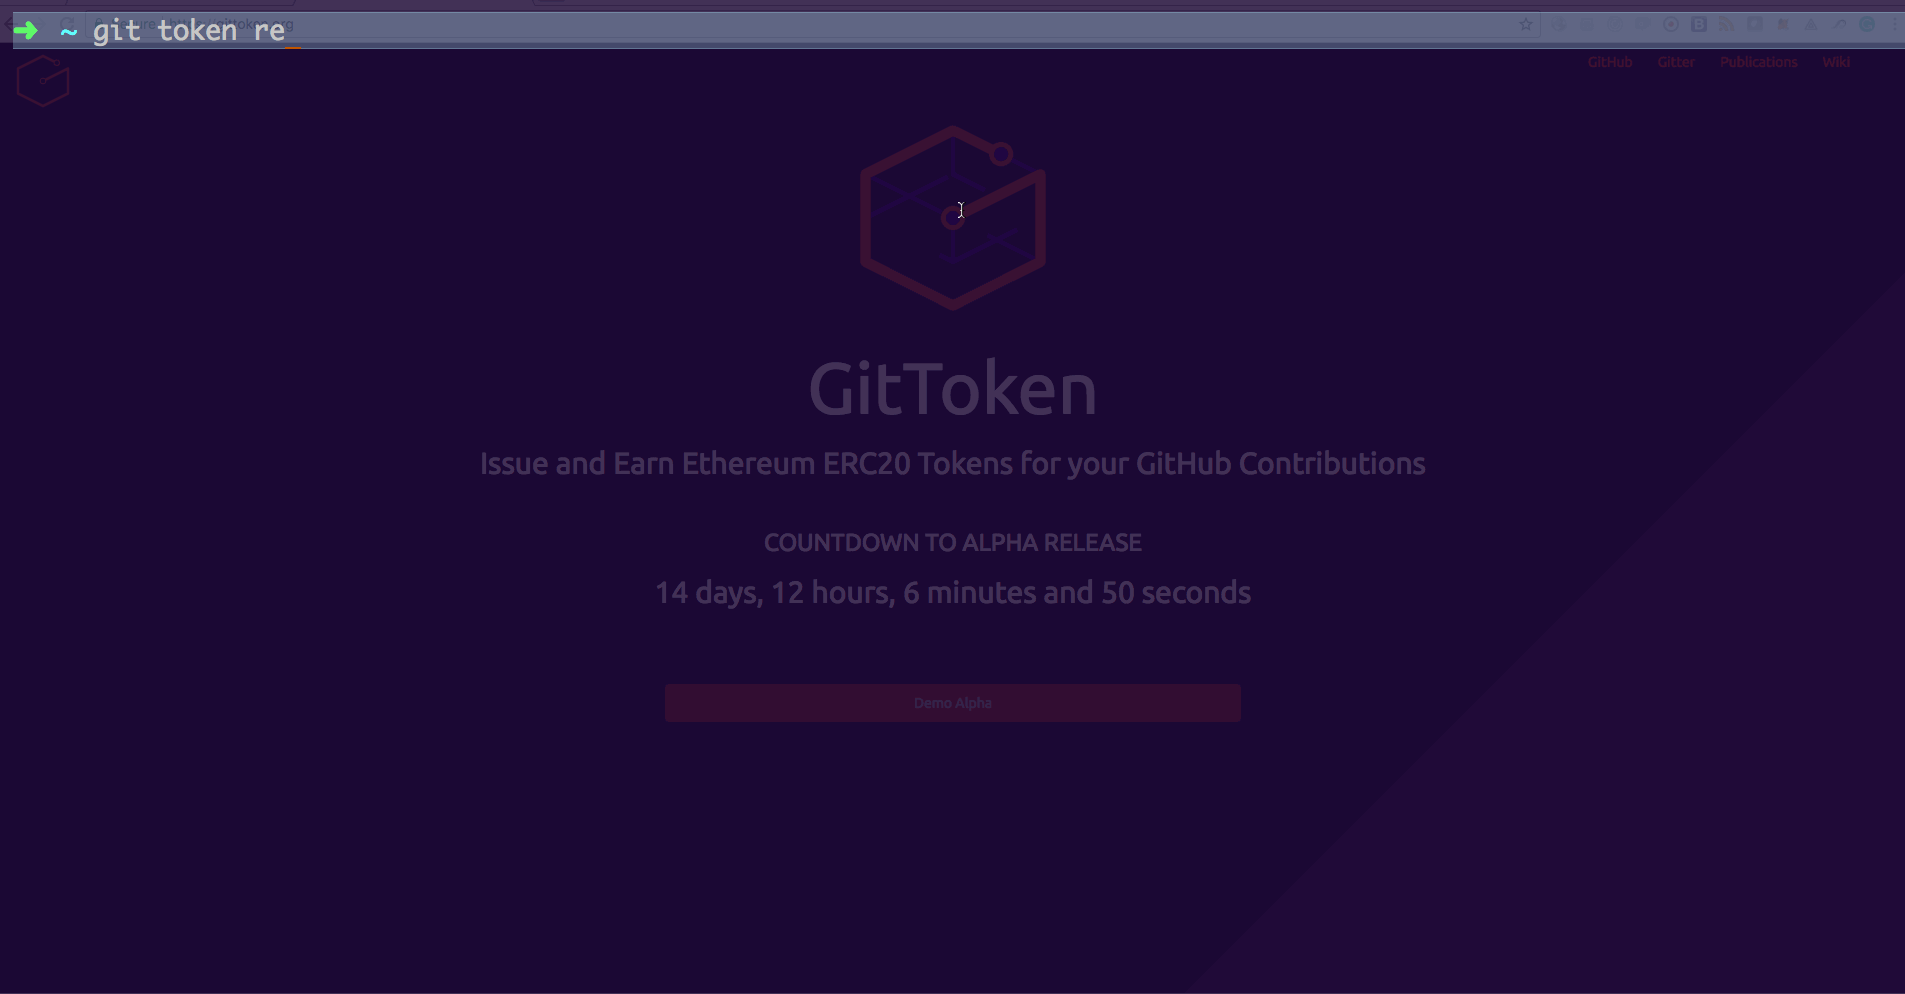 ➜ ~ git token re
GitHub Gitter Publications Wiki
GitToken
Issue and Earn Ethereum ERC20 Tokens for your GitHub Contributions
COUNTDOWN TO ALPHA RELEASE
14 days, 12 hours, 6 minutes and 50 seconds
Demo Alpha